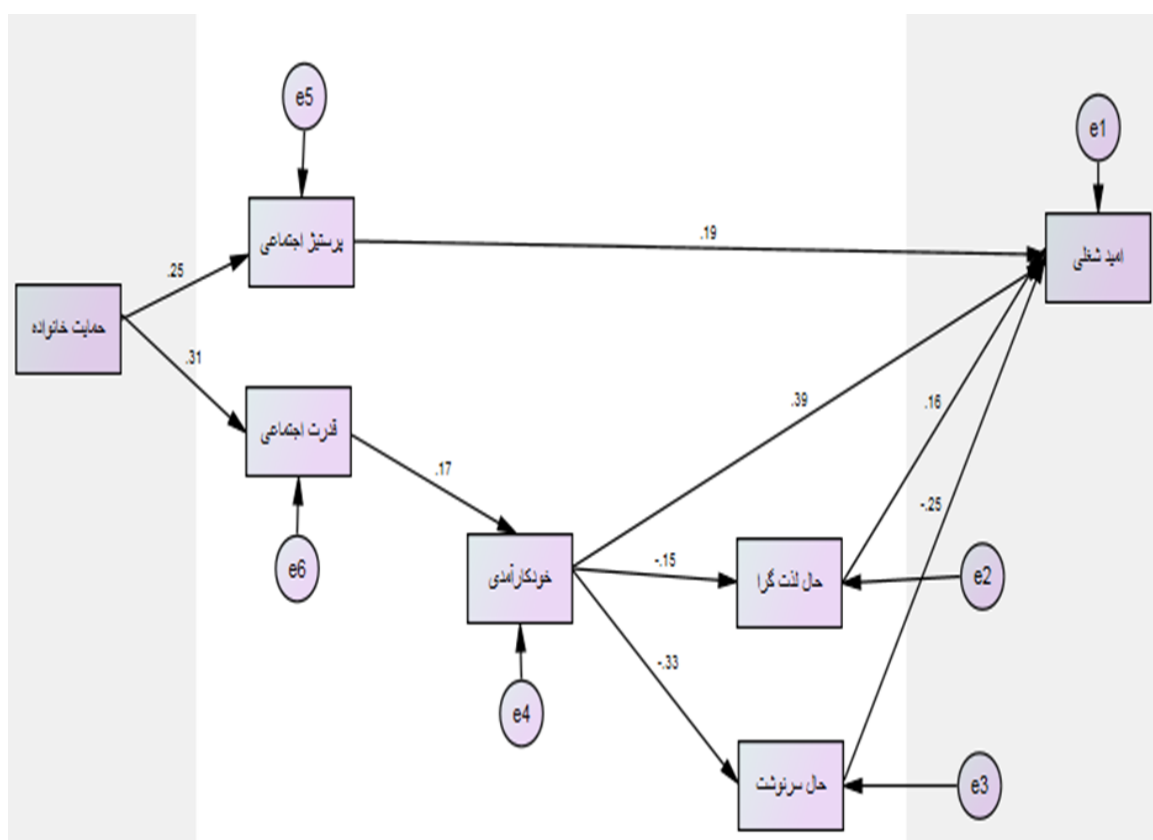 e5
e1
پرستیژ اجتماعی
.19
امید شغلی
.25
حمایت خانواده
.31
قدرت اجتماعی
.39
.16
.17
-.25
e6
خودکارآمدی
-.15
حال لذت گرا
e2
-.33
e4
حال سرنوشت
e3